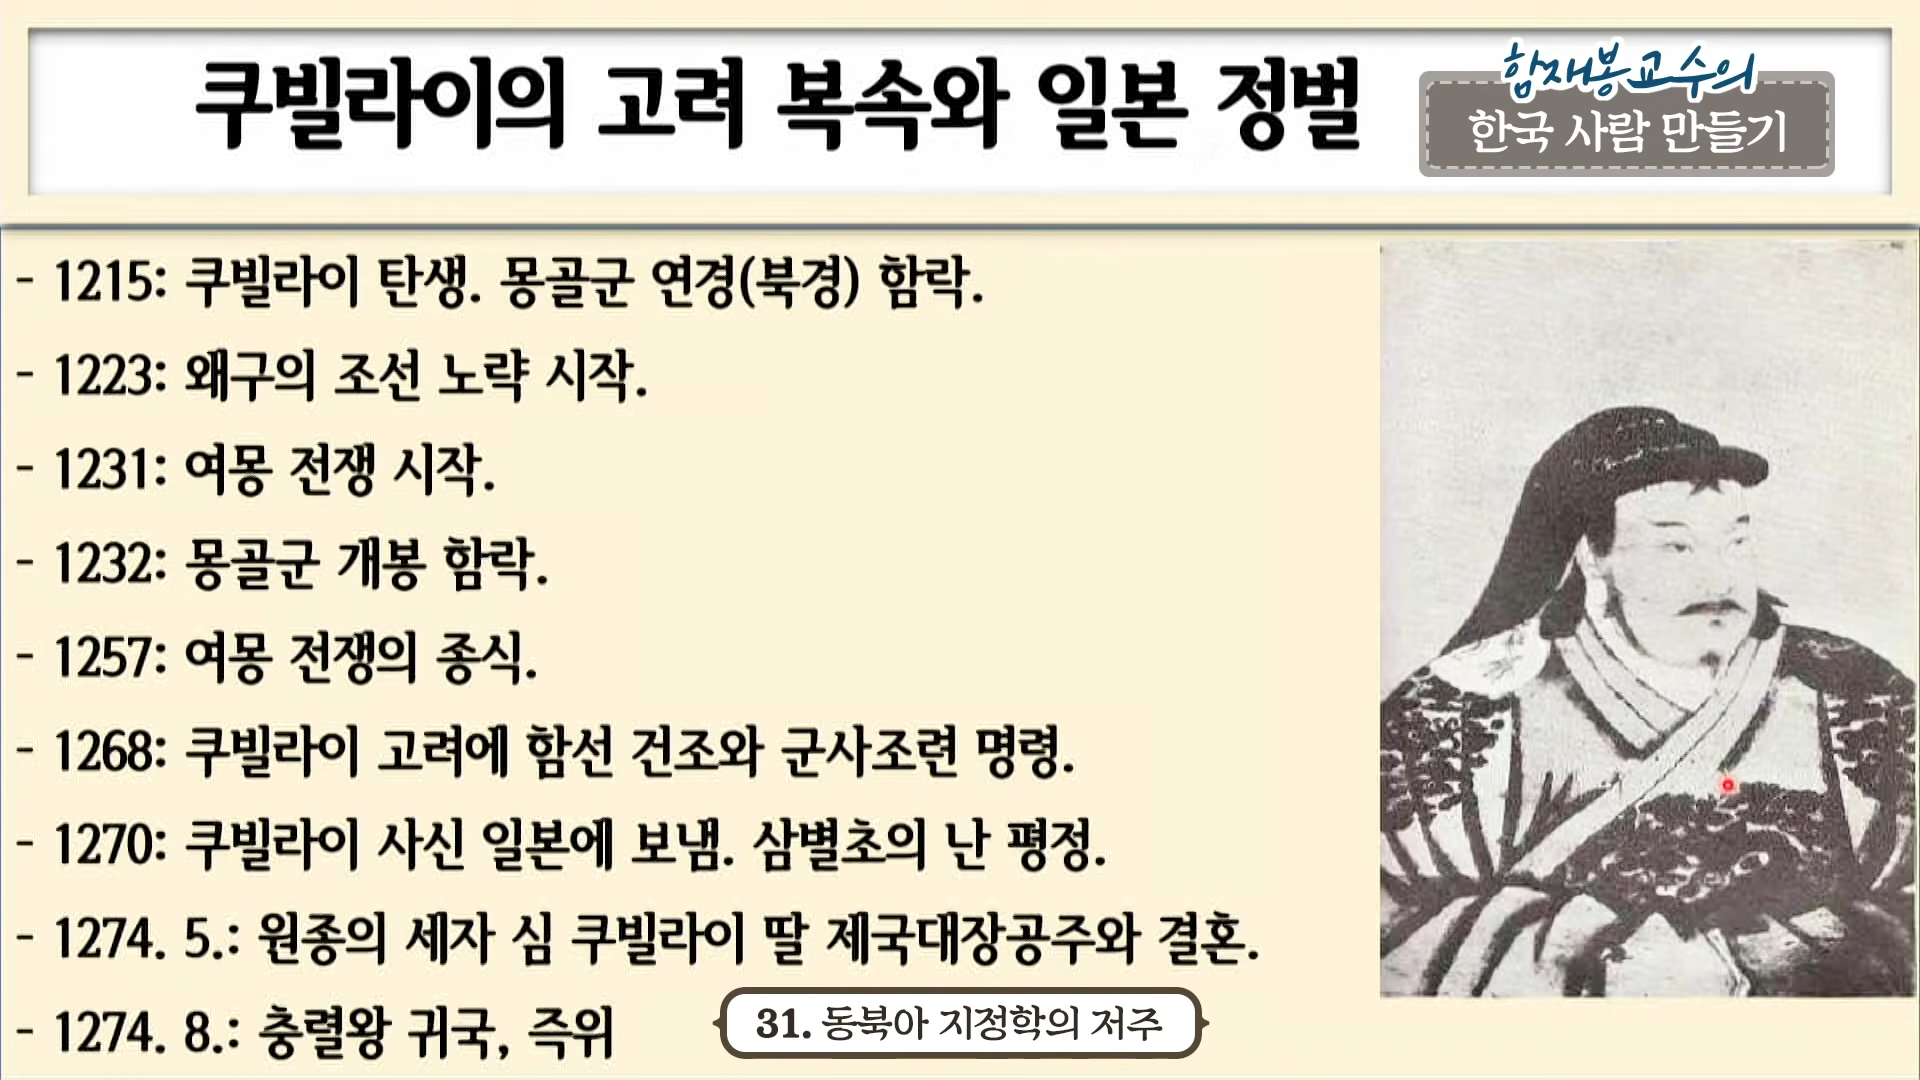 쿠빌라이의 고려 복속와 일본 정벌
함재봉교수의
한국 사람 만들기
- 1215: 쿠빌라이 탄생. 몽골군 연경(북경) 함락.
- 1223: 왜구의 조선 노략 시작.
- 1231: 여몽 전쟁 시작.
- 1232: 몽골군 개봉 함락.
- 1257: 여몽 전쟁의 종식.
- 1268: 쿠빌라이 고려에 함선 건조와 군사조련 명령.
- 1270: 쿠빌라이 사신 일본에 보냄. 삼별초의 난 평정.
- 1274. 5.: 원종의 세자 심 쿠빌라이 딸 제국대장공주와 결혼.
- 1274. 8.: 충렬왕 귀국, 즉위
31. 동북아 지정학의 저주